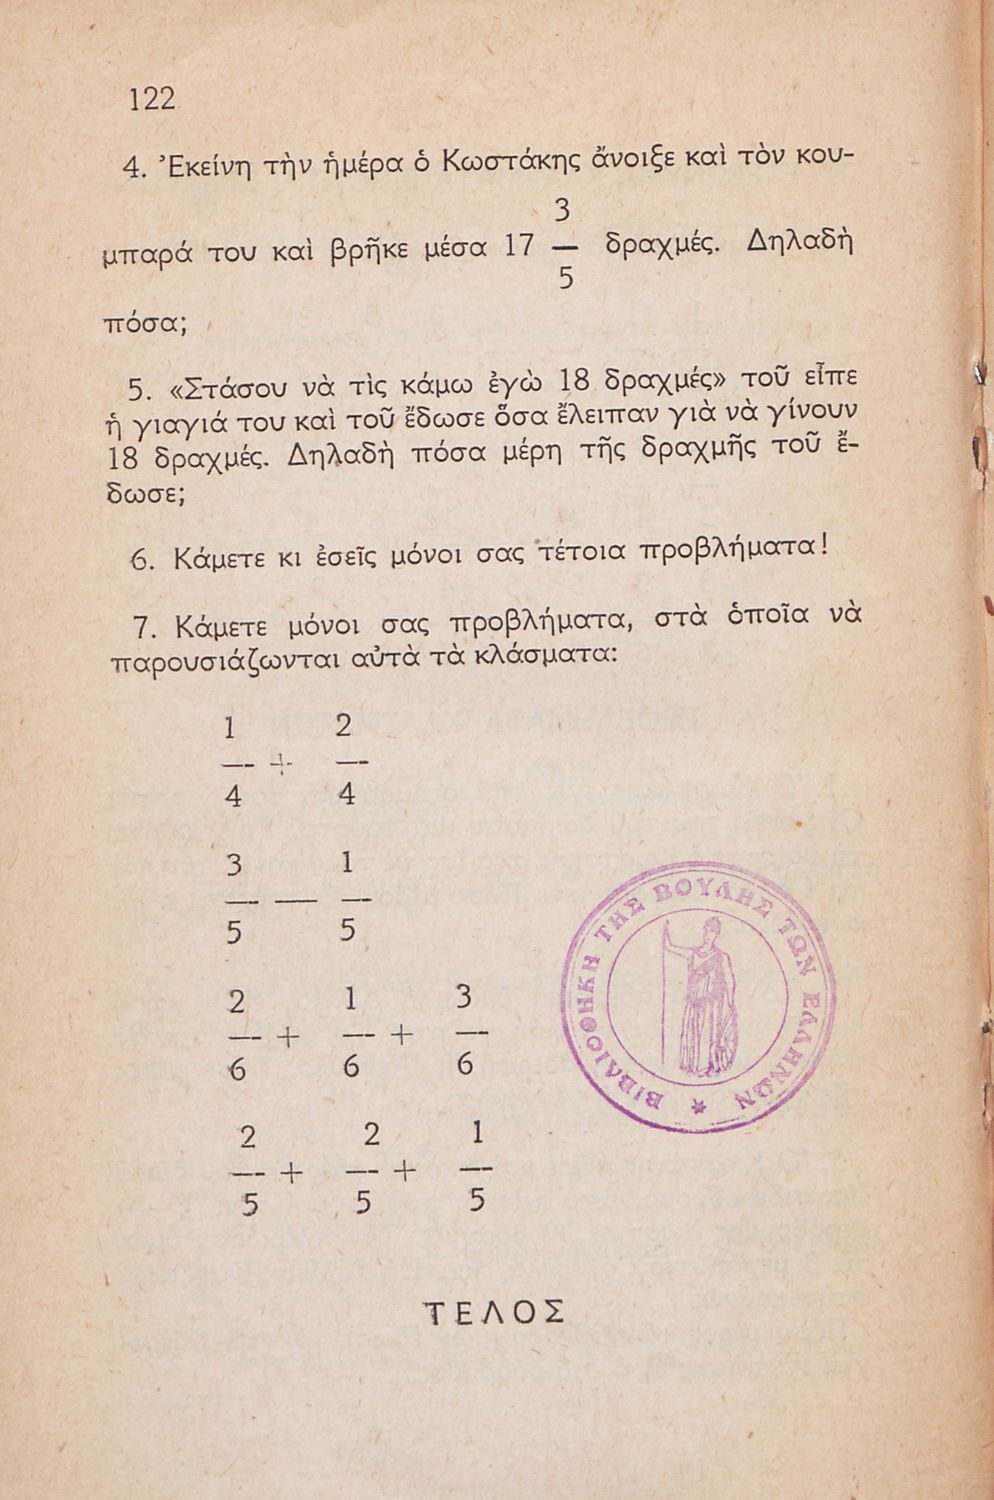 122
4. Ἐκείνη τὴν ἡμέρα ὁ Κωστάκης ἄνοιξε καὶ τὸν κου-
μπαρά του καὶ βρῆκε μέσα 17 3/5 δραχμές. Δηλαδὴ
πόσα;
5. «Στάσου νὰ τὶς κάμω ἐγὼ 18 δραχμές» τοῦ εἶπε
ἡ γιαγιά του καὶ τοῦ ἔδωσε ὅσα ἔλειπαν γιὰ νὰ γίνουν
18 δραχμές. Δηλαδὴ πόσα μέρη τῆς δραχμῆς τοῦ ἔ-
δωσε;
6. Κάμετε κι ἐσεῖς μόνοι σας τέτοια προβλήματα!
7. Κάμετε μόνοι σας προβλήματα, στὰ ὁποῖα νὰ
παρουσιάζωνται αὐτὰ τὰ κλάσματα:
1/4 + 2/4
3/5 — 1/5
2/6 + 1/6 + 3/6
2/5 + 2/5 + 1/5
ΒΙΒΛΙΟΘΗΚΗ ΤΗΣ ΒΟΥΛΗΣ ΤΩΝ ΕΛΛΗΝΩΝ
ΤΕΛΟΣ